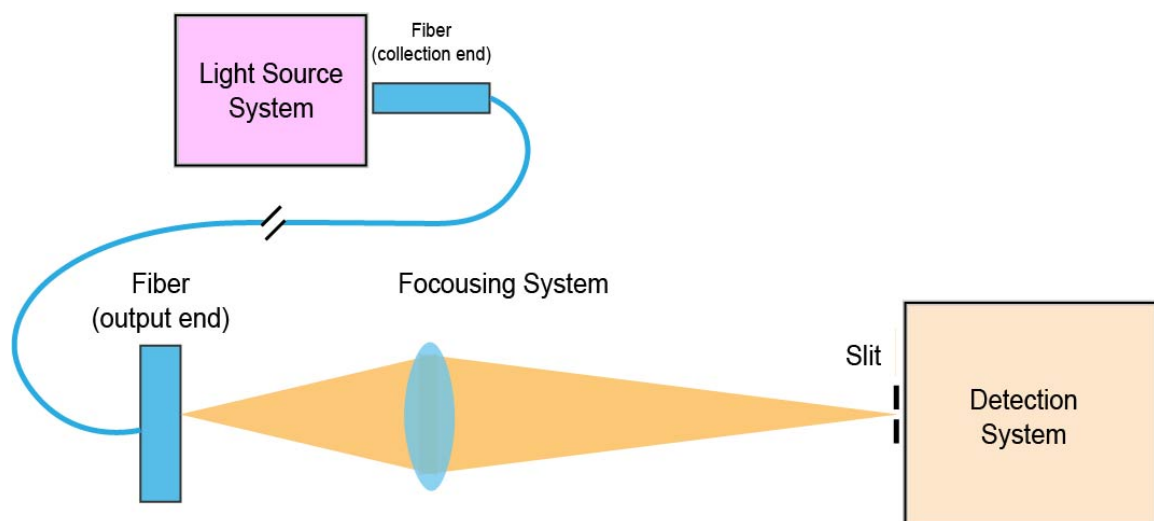 Fiber
(collection end)
Light Source
System
Fiber
(output end)
Focousing System
Slit
Detection
System